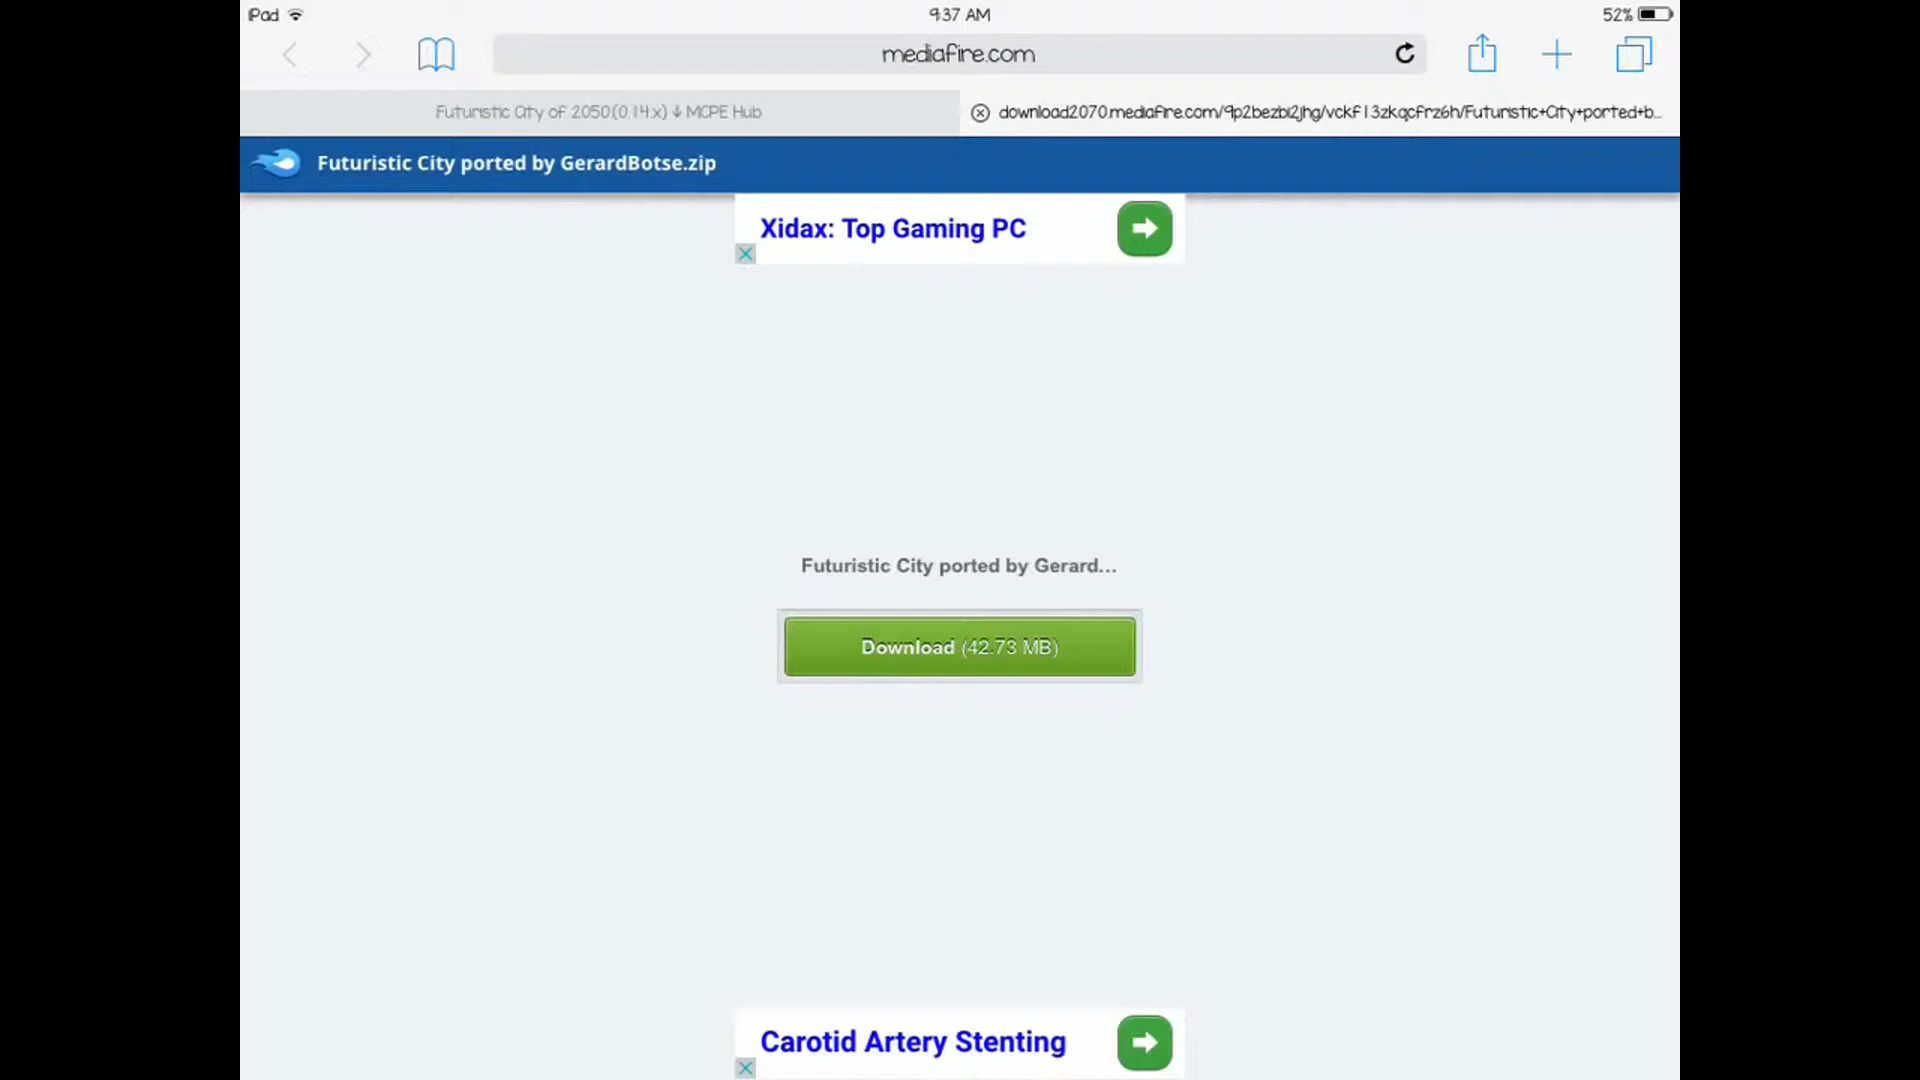 iPad
9:37 AM
52%
mediafire.com
Futuristic City of 2050(0.14.x) ↓ MCPE Hub
download2070.mediafire.com/9p2bezbi2jhg/vckf13zkqcfrz6h/Futuristic+City+ported+b...
Futuristic City ported by GerardBotse.zip
Xidax: Top Gaming PC
Futuristic City ported by Gerard...
Download (42.73 MB)
Carotid Artery Stenting